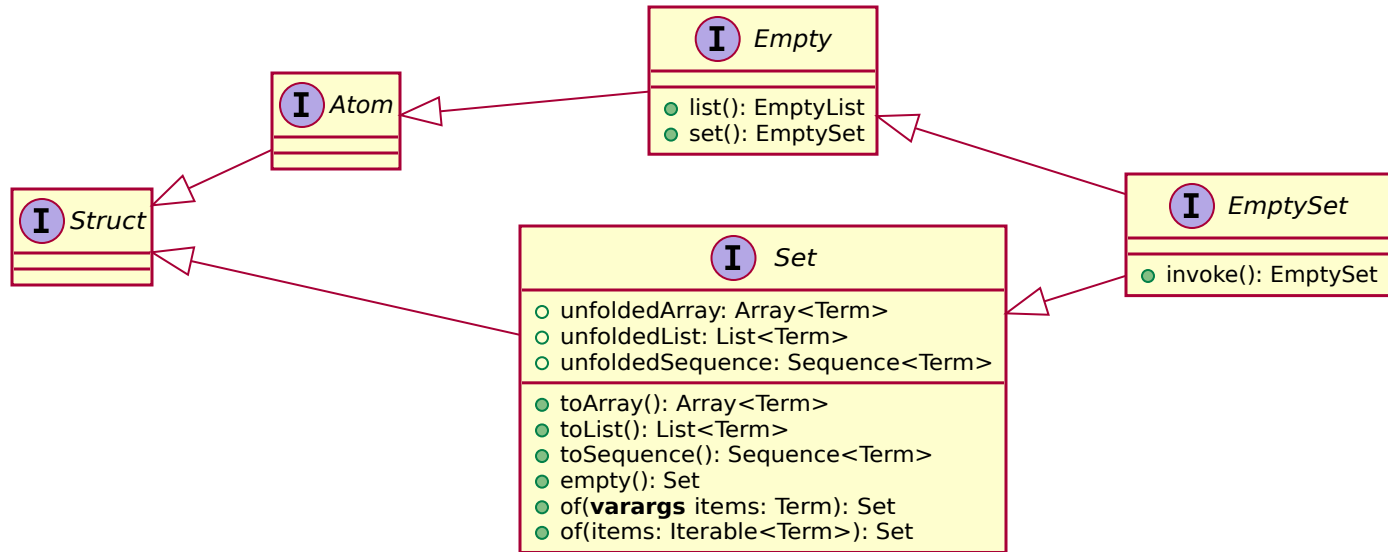 I Empty
list(): EmptyList
set(): EmptySet
I Atom
I Struct
I EmptySet
invoke(): EmptySet
I Set
unfoldedArray: Array<Term>
unfoldedList: List<Term>
unfoldedSequence: Sequence<Term>
toArray(): Array<Term>
toList(): List<Term>
toSequence(): Sequence<Term>
empty(): Set
of(varargs items: Term): Set
of(items: Iterable<Term>): Set